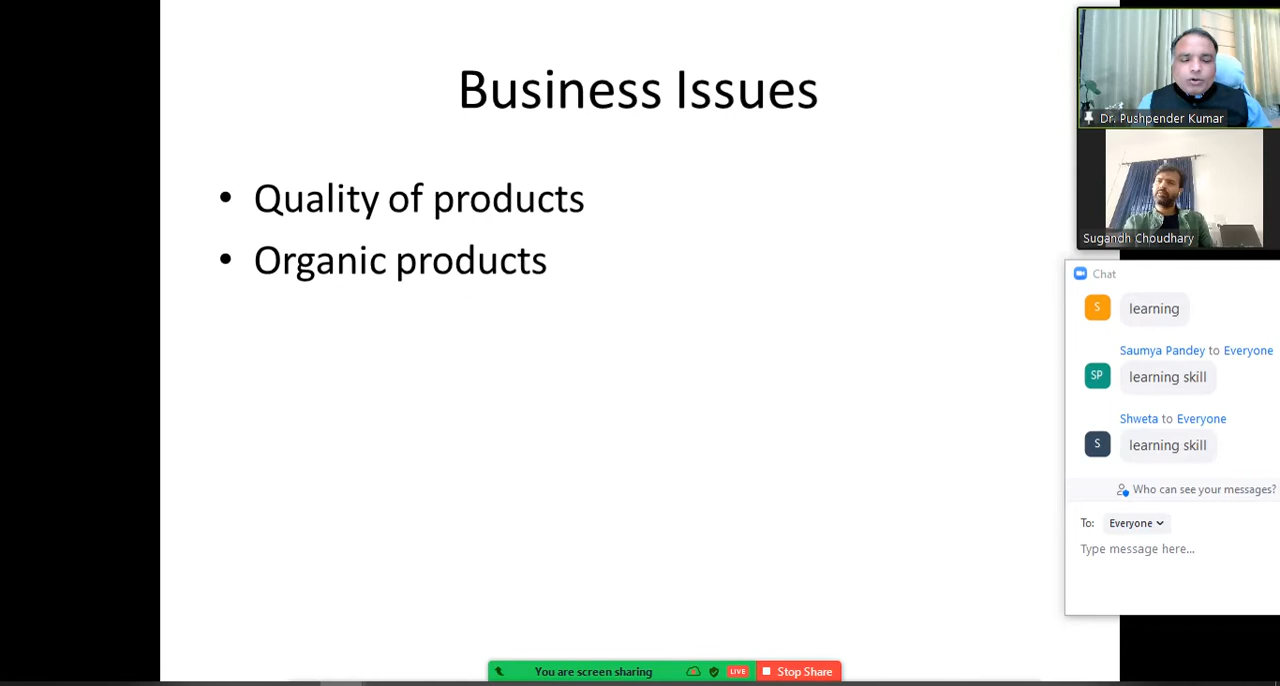 Business Issues
• Quality of products
• Organic products
Dr. Pushpender Kumar
Sugandh Choudhary
Chat
S
learning
Saumya Pandey to Everyone
SP
learning skill
Shweta to Everyone
S
learning skill
Who can see your messages?
To: Everyone
Type message here...
You are screen sharing
LIVE
Stop Share